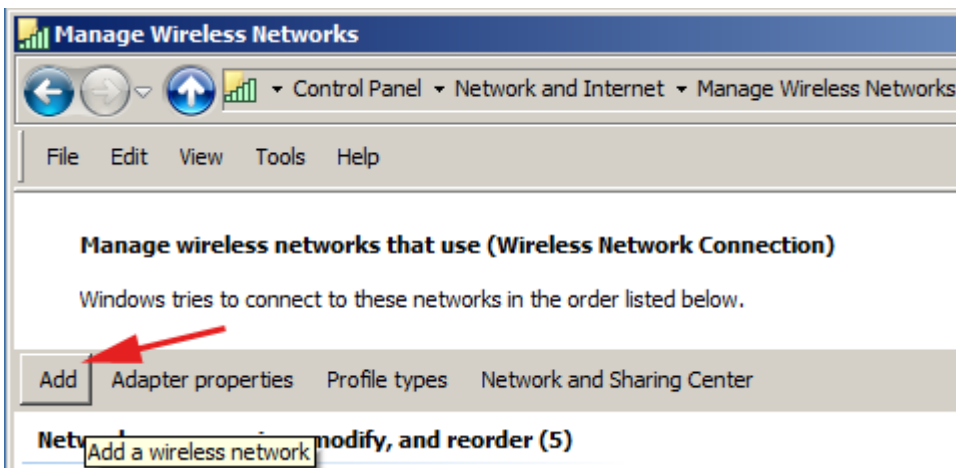 Manage Wireless Networks
Control Panel Network and Internet Manage Wireless Networks
File Edit View Tools Help
Manage wireless networks that use (Wireless Network Connection)
Windows tries to connect to these networks in the order listed below.
Add Adapter properties Profile types Network and Sharing Center
modify, and reorder (5)
Add a wireless network